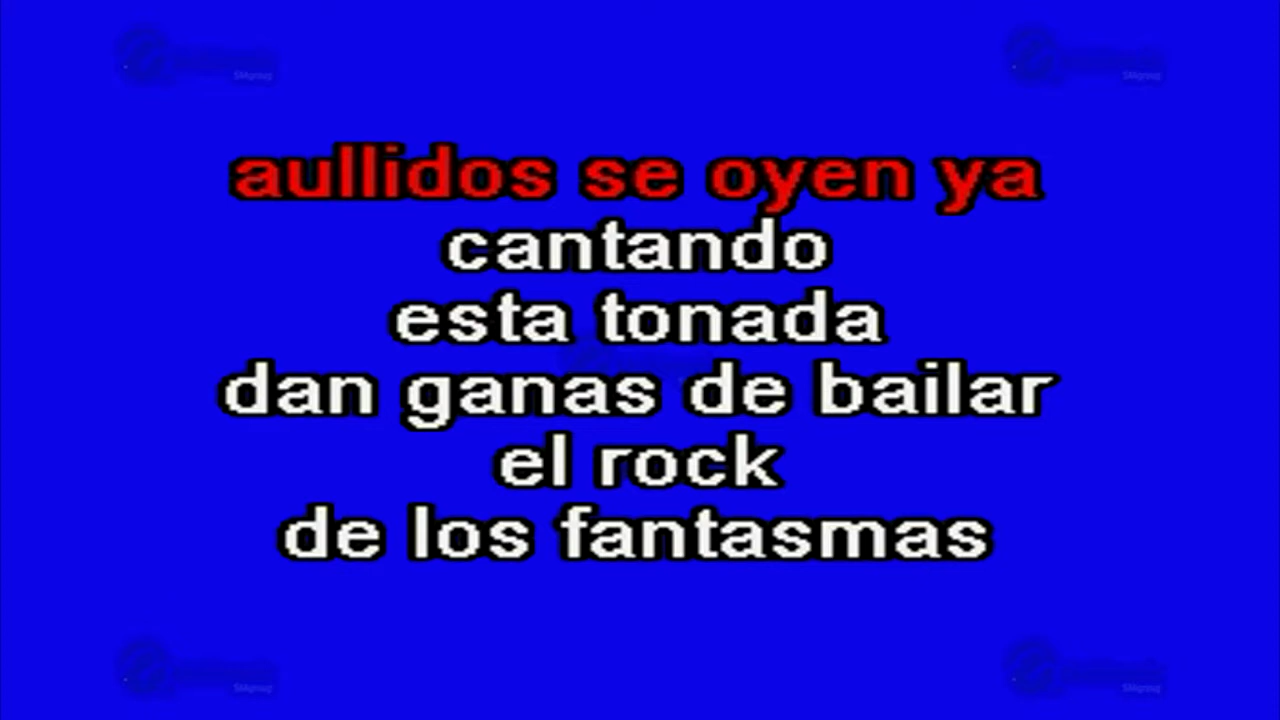 aullidos se oyen ya
cantando
esta tonada
dan ganas de bailar
el rock
de los fantasmas